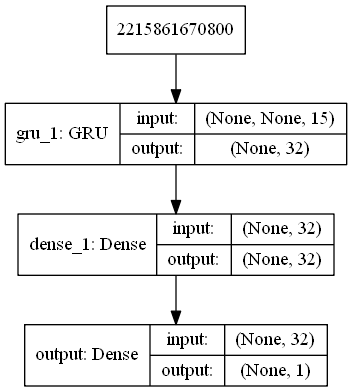 2215861670800
gru_1: GRU
input:
(None, None, 15)
output:
(None, 32)
dense_1: Dense
input:
(None, 32)
output:
(None, 32)
output: Dense
input:
(None, 32)
output:
(None, 1)